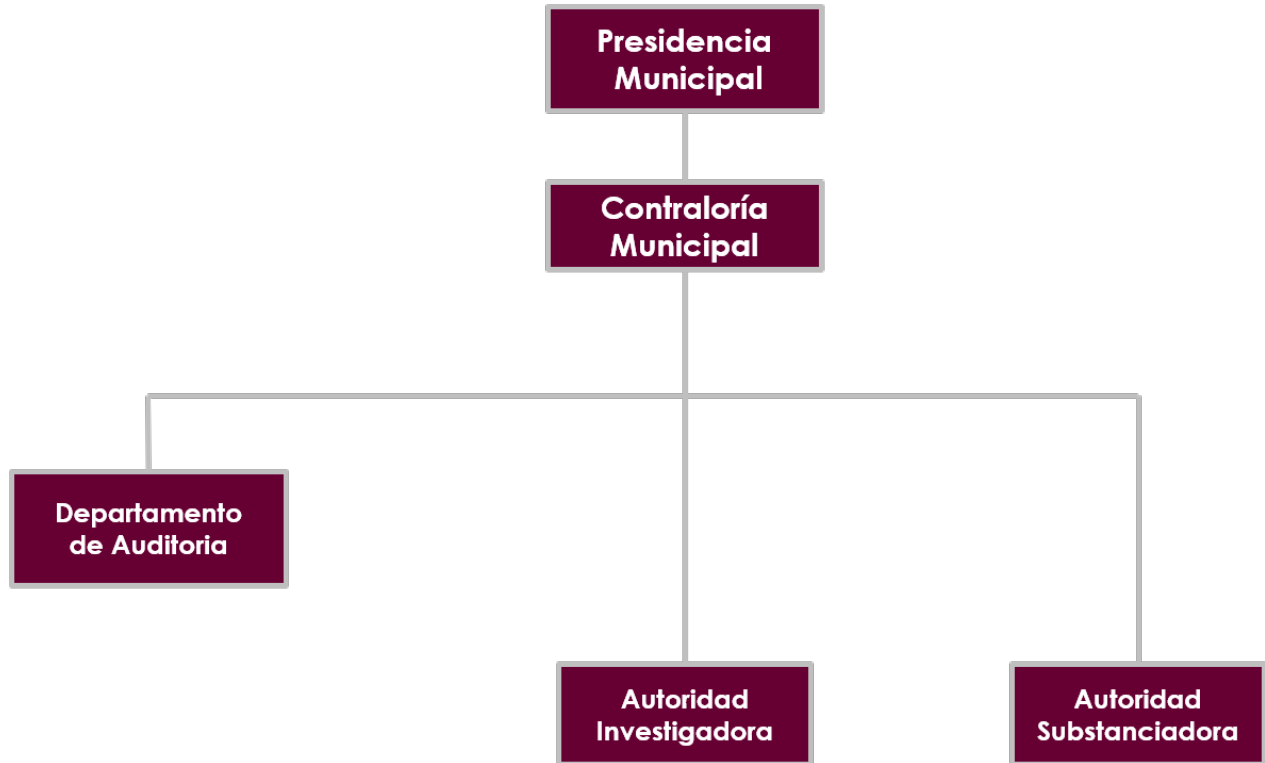 Presidencia
Municipal
Contraloría
Municipal
Departamento
de Auditoria
Autoridad
Investigadora
Autoridad
Substanciadora